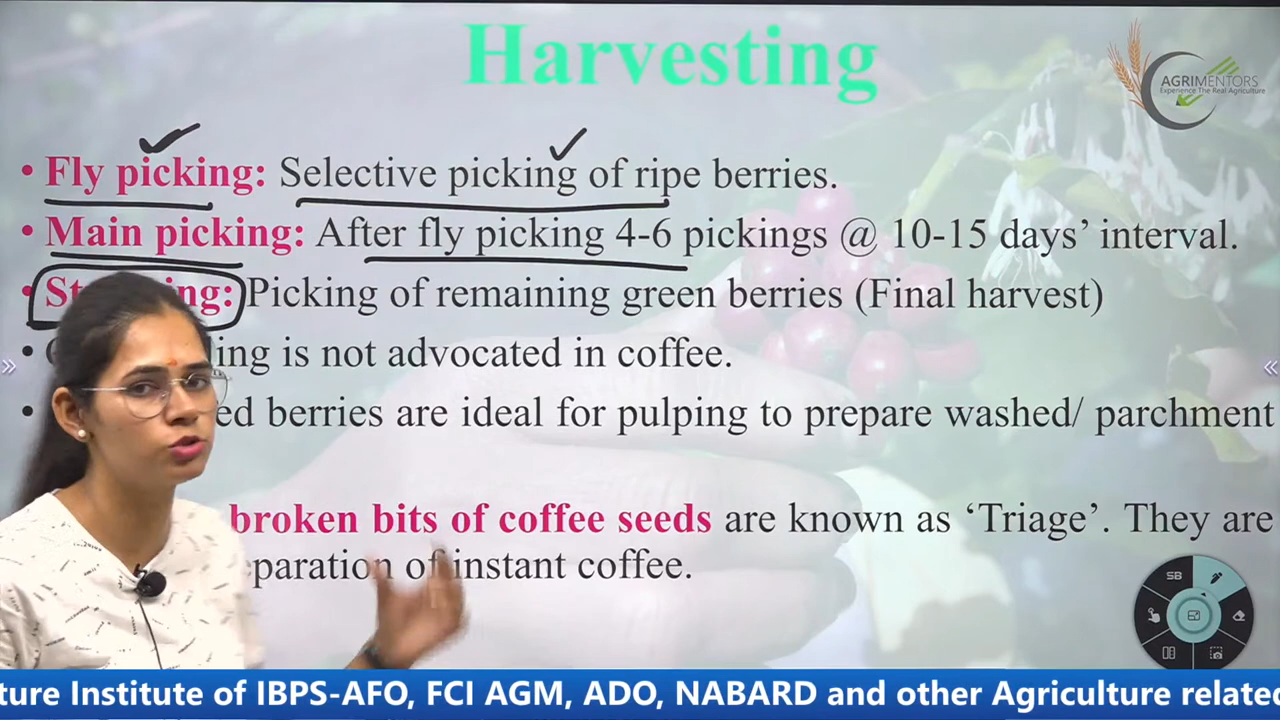 Harvesting
AGRIMENTORS
Experience The Real Agriculture
• Fly picking: Selective picking of ripe berries.
• Main picking: After fly picking 4-6 pickings @ 10-15 days’ interval.
• Picking of remaining green berries (Final harvest)
• is not advocated in coffee.
• berries are ideal for pulping to prepare washed/ parchment
broken bits of coffee seeds are known as ‘Triage’. They are
of instant coffee.
SB
ture Institute of IBPS-AFO, FCI AGM, ADO, NABARD and other Agriculture related